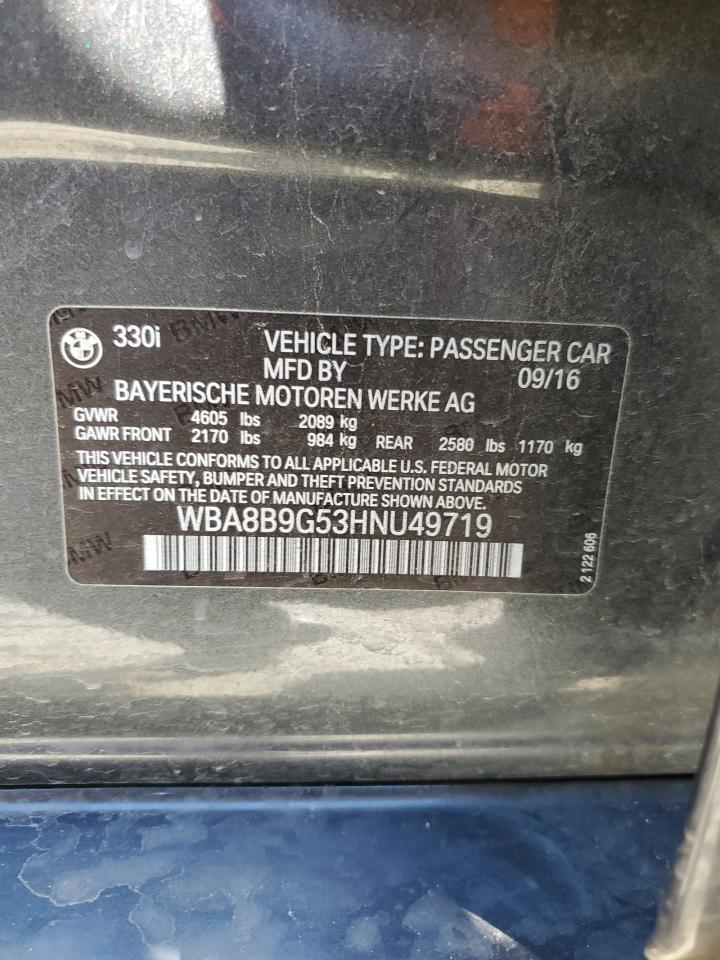 330i
VEHICLE TYPE: PASSENGER CAR
MFD BY 09/16
BAYERISCHE MOTOREN WERKE AG
GVWR 4605 lbs 2089 kg
GAWR FRONT 2170 lbs 984 kg REAR 2580 lbs 1170 kg
THIS VEHICLE CONFORMS TO ALL APPLICABLE U.S. FEDERAL MOTOR
VEHICLE SAFETY, BUMPER AND THEFT PREVENTION STANDARDS
IN EFFECT ON THE DATE OF MANUFACTURE SHOWN ABOVE.
WBA8B9G53HNU49719
2 122 606